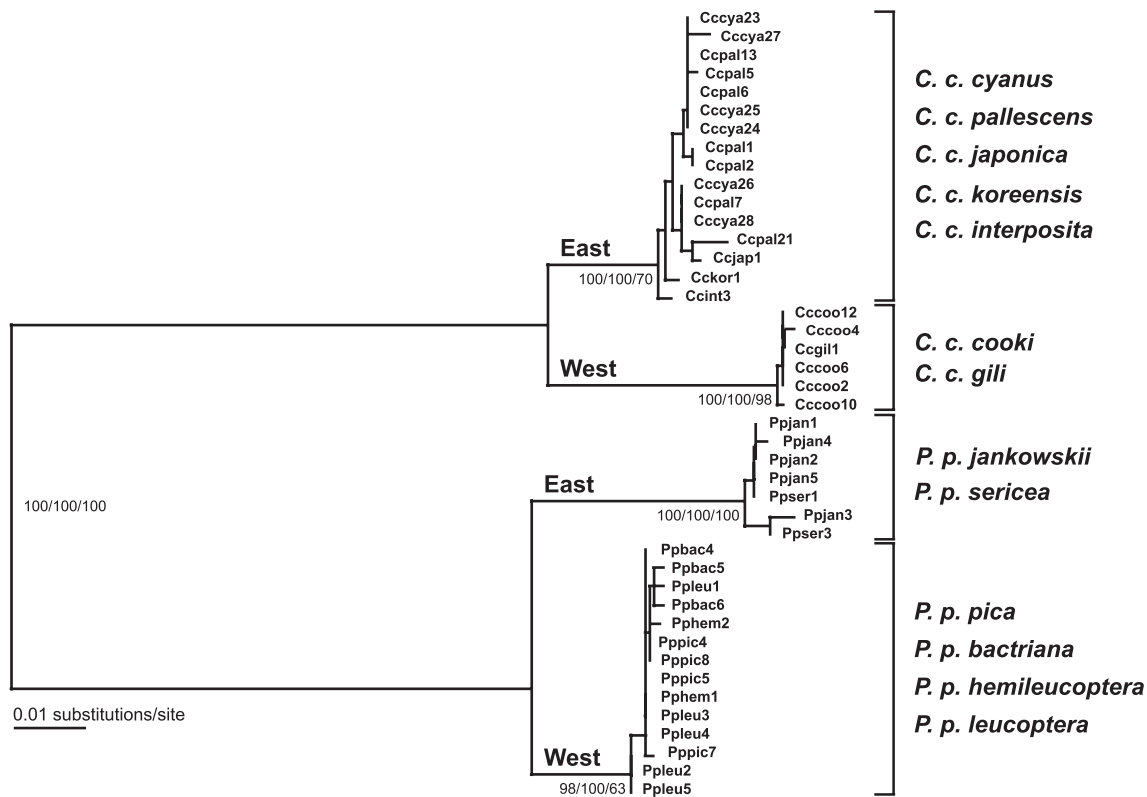 Cccya23
Cccya27
Ccpal13
Ccpal5
Ccpal6
Cccya25
Cccya24
Ccpal1
Ccpal2
Cccya26
Ccpal7
Cccya28
Ccpal21
Ccjap1
Cckor1
Ccint3
East
100/100/70
C. c. cyanus
C. c. pallescens
C. c. japonica
C. c. koreensis
C. c. interposita
Cccoo12
Cccoo4
Ccgil1
Cccoo6
Cccoo2
Cccoo10
West
100/100/98
C. c. cooki
C. c. gili
Ppjan1
Ppjan4
Ppjan2
Ppjan5
Ppser1
Ppjan3
Ppser3
East
100/100/100
P. p. jankowskii
P. p. sericea
100/100/100
Ppbac4
Ppbac5
Ppleu1
Ppbac6
Pphem2
Pppic4
Pppic8
Pppic5
Pphem1
Ppleu3
Ppleu4
Pppic7
Ppleu2
Ppleu5
West
98/100/63
P. p. pica
P. p. bactriana
P. p. hemileucoptera
P. p. leucoptera
0.01 substitutions/site